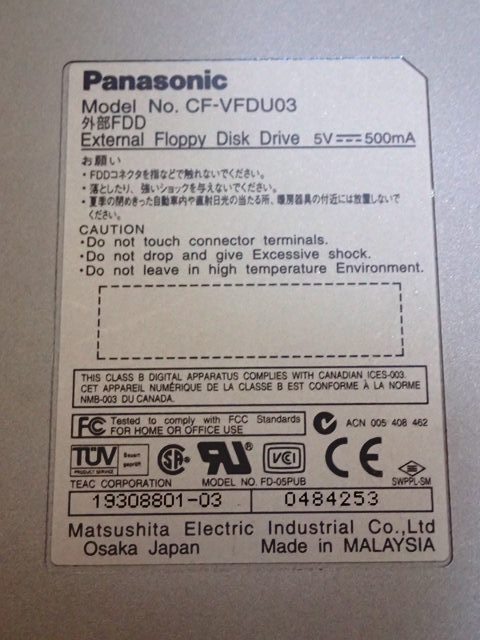 Panasonic
Model No. CF-VFDU03
外部FDD
External Floppy Disk Drive 5V⎓500mA
お願い
・FDDコネクタを指などで触れないでください。
・落としたり、強いショックを与えないでください。
・夏季の閉めきった自動車内や直射日光の当たる所、暖房器具の付近には放置しないで
ください。
CAUTION
・Do not touch connector terminals.
・Do not drop and give Excessive shock.
・Do not leave in high temperature Environment.
THIS CLASS B DIGITAL APPARATUS COMPLIES WITH CANADIAN ICES-003.
CET APPAREIL NUMÉRIQUE DE LA CLASSE B EST CONFORME À LA NORME
NMB-003 DU CANADA.
FC Tested to comply with FCC Standards
FOR HOME OR OFFICE USE
ACN 005 408 462
TÜV
PRODUCT SERVICE
Bauart
geprüft
SA
UR
VCI
CE
SWPPL-SM
TEAC CORPORATION MODEL NO. FD-05PUB
19308801-03 0484253
Matsushita Electric Industrial Co.,Ltd
Osaka Japan Made in MALAYSIA